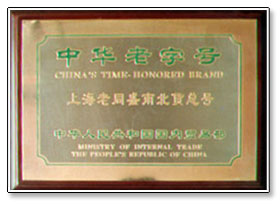 中华老字号
CHINA'S TIME-HONORED BRAND
上海老同盛南北货总号
中华人民共和国国内贸易部
MINISTRY OF INTERNAL TRADE
THE PEOPLE'S REPUBLIC OF CHINA